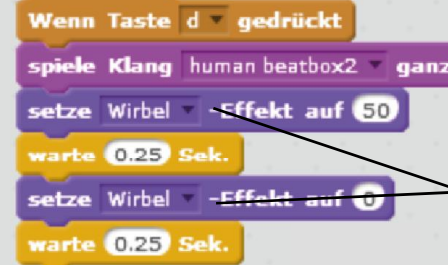 Wenn Taste d gedrückt
spiele Klang human beatbox2 ganz
setze Wirbel -Effekt auf 50
warte 0.25 Sek.
setze Wirbel -Effekt auf 0
warte 0.25 Sek.